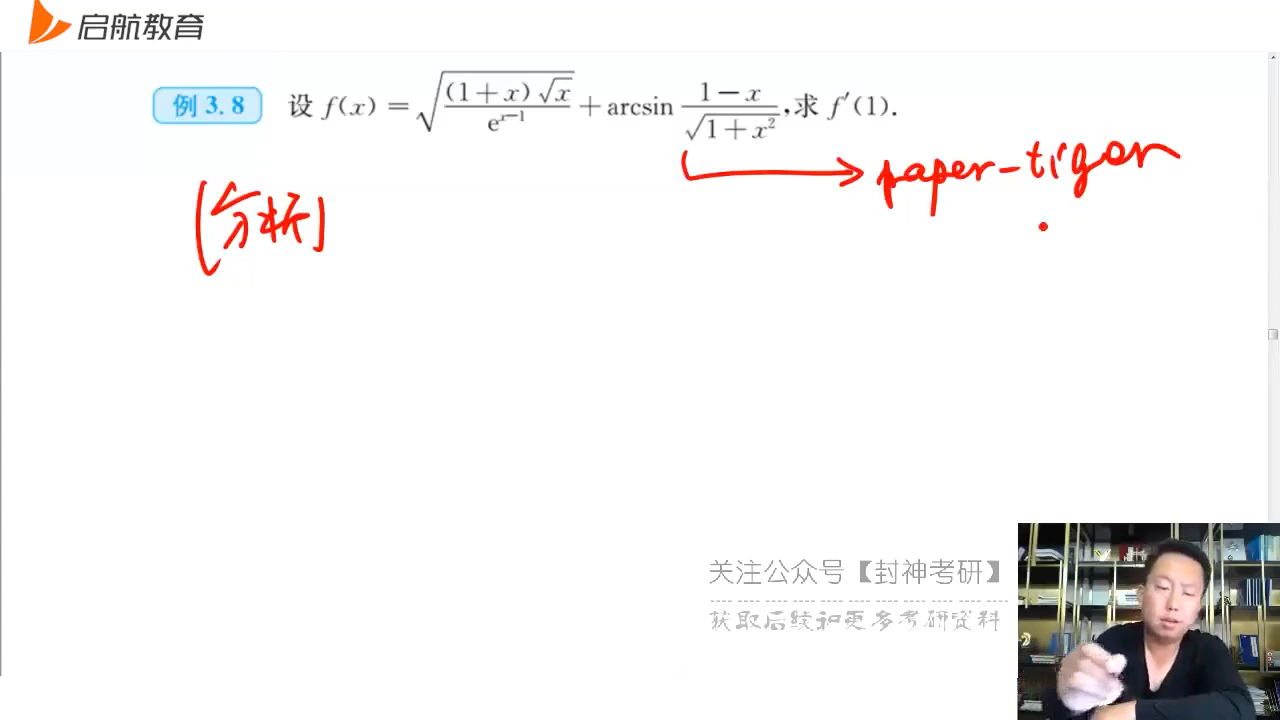 启航教育
例 3.8 设 f(x) = √((1+x)√x / e^{x-1}) + arcsin (1-x)/√(1+x²), 求 f′(1).
paper-tiger
[分析]
关注公众号【封神考研】
获取后续和更多考研资料